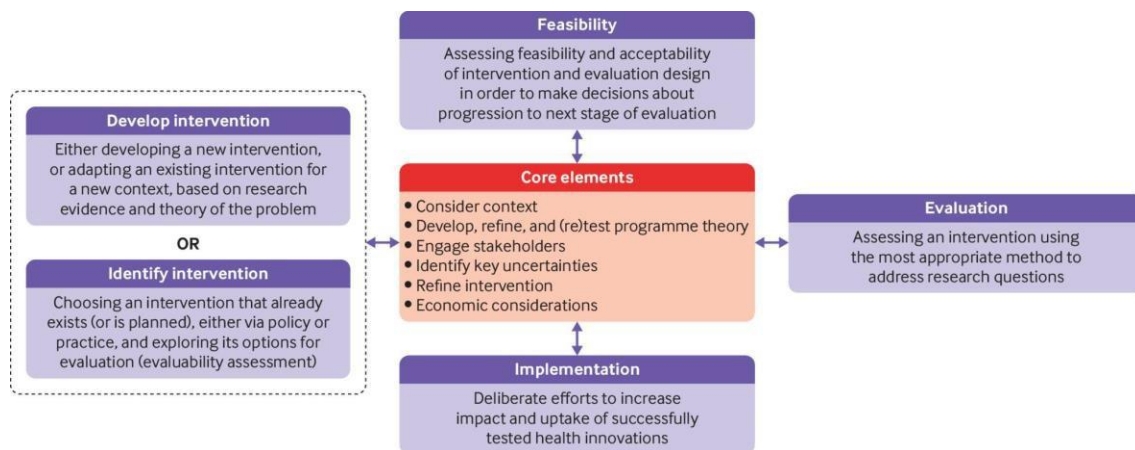 Feasibility
Assessing feasibility and acceptability
of intervention and evaluation design
in order to make decisions about
progression to next stage of evaluation
Develop intervention
Either developing a new intervention,
or adapting an existing intervention for
a new context, based on research
evidence and theory of the problem
OR
Identify intervention
Choosing an intervention that already
exists (or is planned), either via policy or
practice, and exploring its options for
evaluation (evaluability assessment)
Core elements
• Consider context
• Develop, refine, and (re)test programme theory
• Engage stakeholders
• Identify key uncertainties
• Refine intervention
• Economic considerations
Evaluation
Assessing an intervention using
the most appropriate method to
address research questions
Implementation
Deliberate efforts to increase
impact and uptake of successfully
tested health innovations